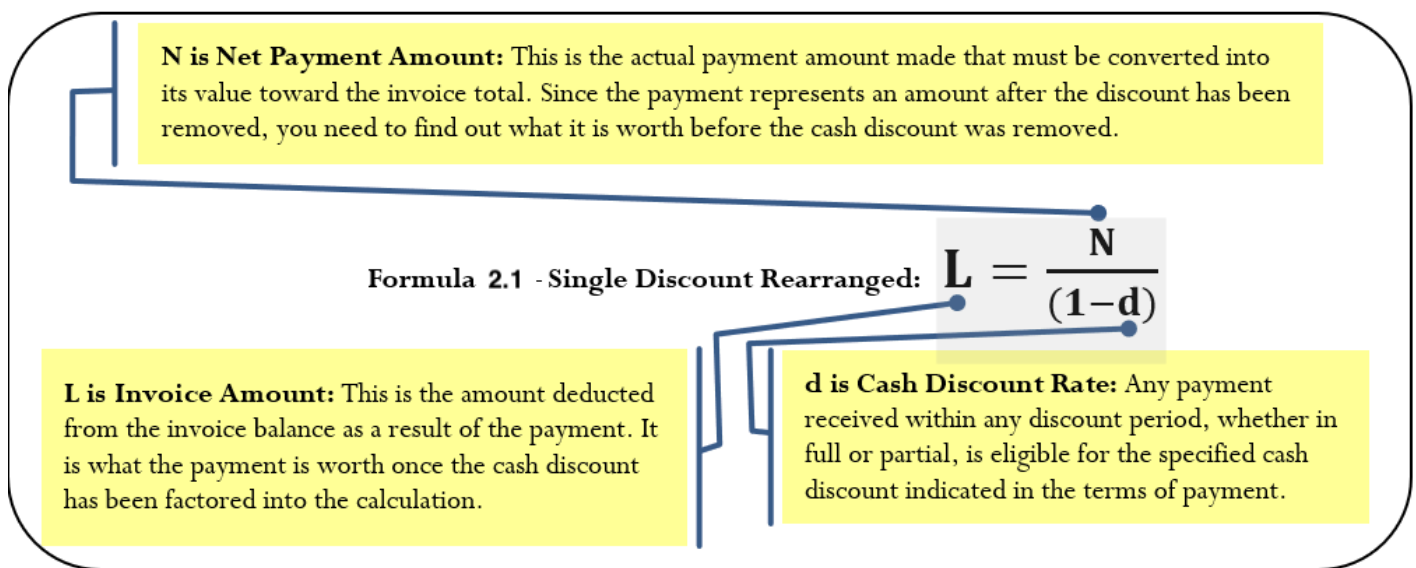 N is Net Payment Amount: This is the actual payment amount made that must be converted into
its value toward the invoice total. Since the payment represents an amount after the discount has been
removed, you need to find out what it is worth before the cash discount was removed.
Formula 2.1 - Single Discount Rearranged: L = N/(1−d)
L is Invoice Amount: This is the amount deducted
from the invoice balance as a result of the payment. It
is what the payment is worth once the cash discount
has been factored into the calculation.
d is Cash Discount Rate: Any payment
received within any discount period, whether in
full or partial, is eligible for the specified cash
discount indicated in the terms of payment.